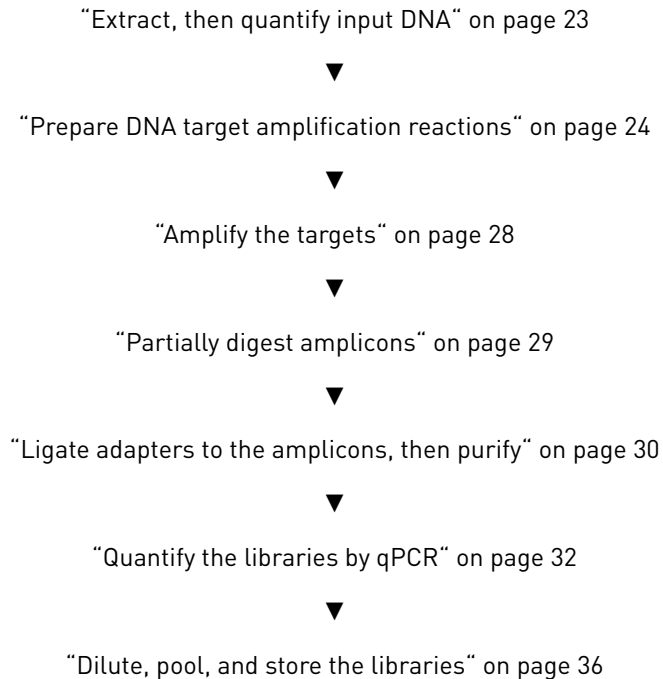 “Extract, then quantify input DNA“ on page 23
▼
“Prepare DNA target amplification reactions“ on page 24
▼
“Amplify the targets“ on page 28
▼
“Partially digest amplicons“ on page 29
▼
“Ligate adapters to the amplicons, then purify“ on page 30
▼
“Quantify the libraries by qPCR“ on page 32
▼
“Dilute, pool, and store the libraries“ on page 36